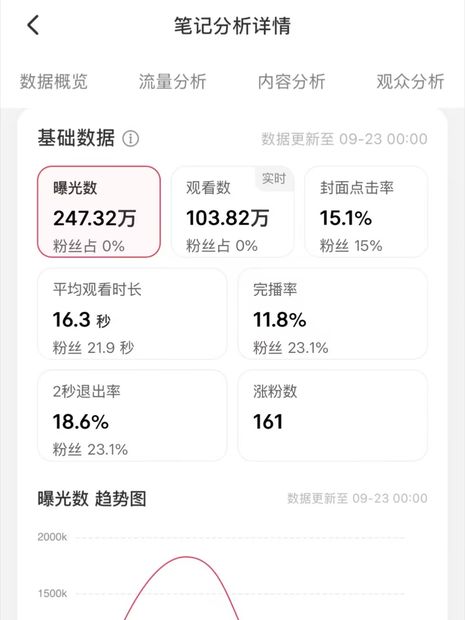 笔记分析详情
数据概览 流量分析 内容分析 观众分析
基础数据 数据更新至 09-23 00:00
曝光数
247.32万
粉丝占 0%
观看数 实时
103.82万
粉丝占 0%
封面点击率
15.1%
粉丝 15%
平均观看时长
16.3 秒
粉丝 21.9 秒
完播率
11.8%
粉丝 23.1%
2秒退出率
18.6%
粉丝 23.1%
涨粉数
161
曝光数 趋势图 数据更新至 09-23 00:00
2000k
1500k